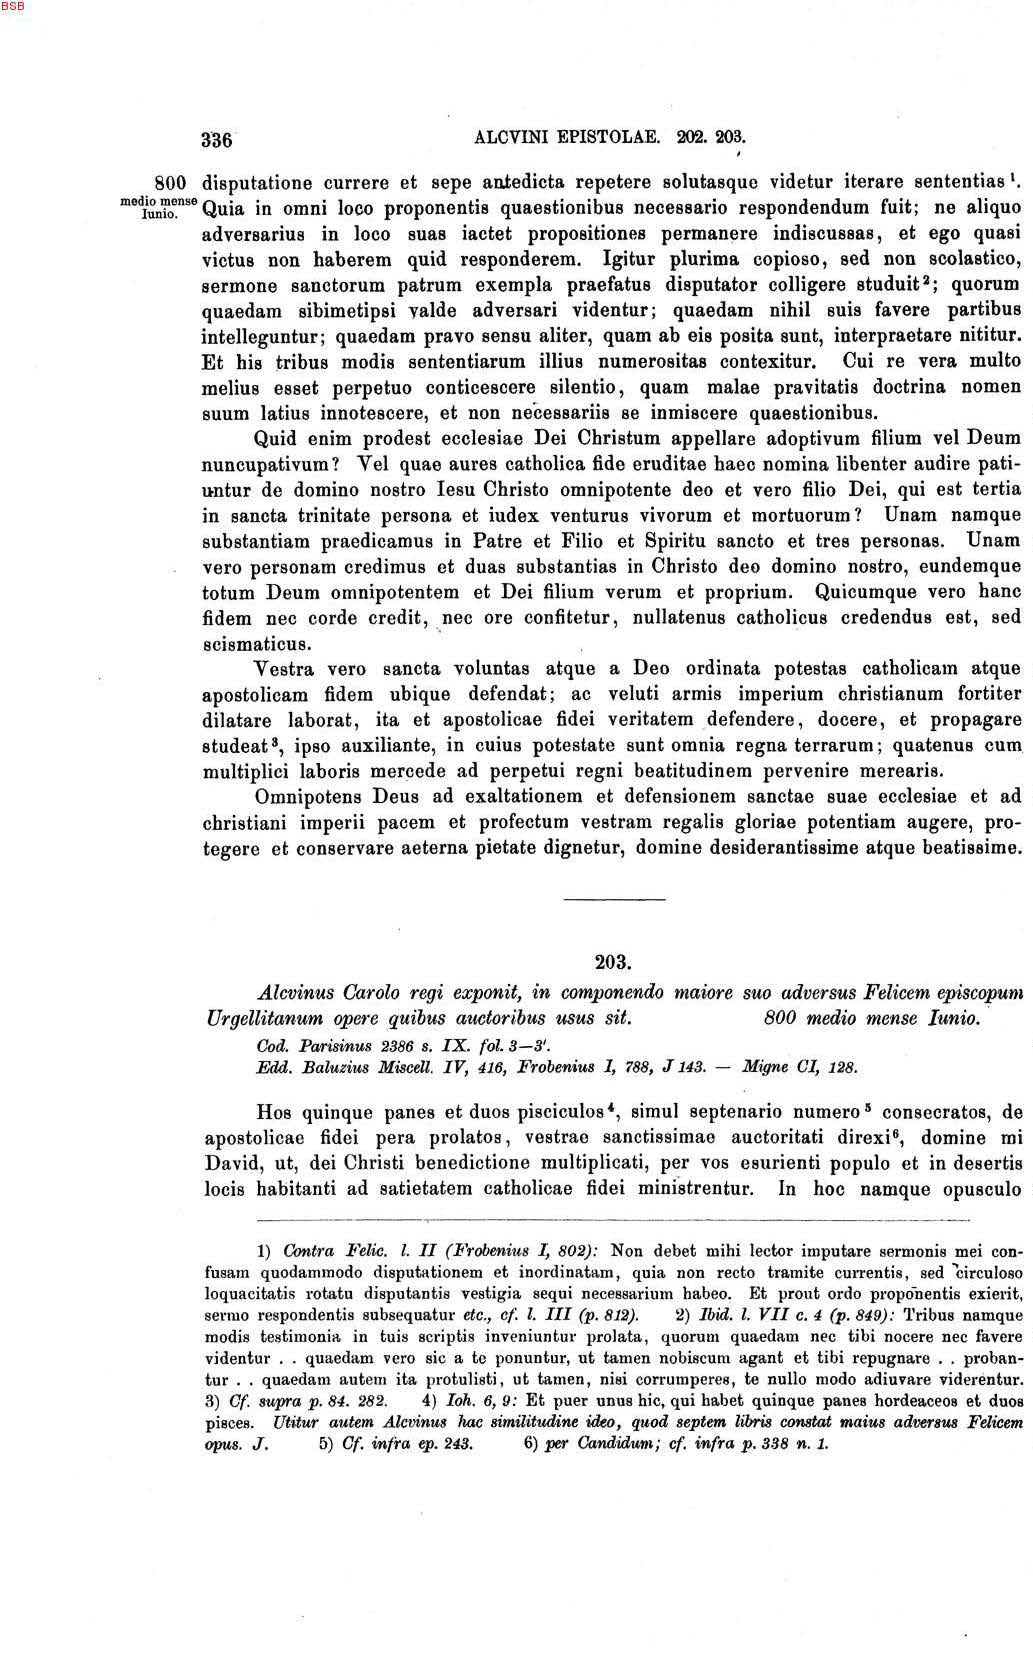 BSB
336 ALCVINI EPISTOLAE. 202. 203.
800 disputatione currere et sepe antedicta repetere solutasque videtur iterare sententias¹.
medio mense Iunio. Quia in omni loco proponentis quaestionibus necessario respondendum fuit; ne aliquo
adversarius in loco suas iactet propositiones permanere indiscussas, et ego quasi
victus non haberem quid responderem. Igitur plurima copioso, sed non scolastico,
sermone sanctorum patrum exempla praefatus disputator colligere studuit²; quorum
quaedam sibimetipsi valde adversari videntur; quaedam nihil suis favere partibus
intelleguntur; quaedam pravo sensu aliter, quam ab eis posita sunt, interpraetare nititur.
Et his tribus modis sententiarum illius numerositas contexitur. Cui re vera multo
melius esset perpetuo conticescere silentio, quam malae pravitatis doctrina nomen
suum latius innotescere, et non necessariis se inmiscere quaestionibus.
Quid enim prodest ecclesiae Dei Christum appellare adoptivum filium vel Deum
nuncupativum? Vel quae aures catholica fide eruditae haec nomina libenter audire pati-
untur de domino nostro Iesu Christo omnipotente deo et vero filio Dei, qui est tertia
in sancta trinitate persona et iudex venturus vivorum et mortuorum? Unam namque
substantiam praedicamus in Patre et Filio et Spiritu sancto et tres personas. Unam
vero personam credimus et duas substantias in Christo deo domino nostro, eundemque
totum Deum omnipotentem et Dei filium verum et proprium. Quicumque vero hanc
fidem nec corde credit, nec ore confitetur, nullatenus catholicus credendus est, sed
scismaticus.
Vestra vero sancta voluntas atque a Deo ordinata potestas catholicam atque
apostolicam fidem ubique defendat; ac veluti armis imperium christianum fortiter
dilatare laborat, ita et apostolicae fidei veritatem defendere, docere, et propagare
studeat³, ipso auxiliante, in cuius potestate sunt omnia regna terrarum; quatenus cum
multiplici laboris mercede ad perpetui regni beatitudinem pervenire merearis.
Omnipotens Deus ad exaltationem et defensionem sanctae suae ecclesiae et ad
christiani imperii pacem et profectum vestram regalis gloriae potentiam augere, pro-
tegere et conservare aeterna pietate dignetur, domine desiderantissime atque beatissime.
203.
Alcvinus Carolo regi exponit, in componendo maiore suo adversus Felicem episcopum
Urgellitanum opere quibus auctoribus usus sit. 800 medio mense Iunio.
Cod. Parisinus 2386 s. IX. fol. 3—3'.
Edd. Baluzius Miscell. IV, 416, Frobenius I, 788, J 143. — Migne CI, 128.
Hos quinque panes et duos pisciculos⁴, simul septenario numero⁵ consecratos, de
apostolicae fidei pera prolatos, vestrae sanctissimae auctoritati direxi⁶, domine mi
David, ut, dei Christi benedictione multiplicati, per vos esurienti populo et in desertis
locis habitanti ad satietatem catholicae fidei ministrentur. In hoc namque opusculo
1) Contra Felic. l. II (Frobenius I, 802): Non debet mihi lector imputare sermonis mei con-
fusam quodammodo disputationem et inordinatam, quia non recto tramite currentis, sed circuloso
loquacitatis rotatu disputantis vestigia sequi necessarium habeo. Et prout ordo proponentis exierit,
sermo respondentis subsequatur etc., cf. l. III (p. 812). 2) Ibid. l. VII c. 4 (p. 849): Tribus namque
modis testimonia in tuis scriptis inveniuntur prolata, quorum quaedam nec tibi nocere nec favere
videntur . . quaedam vero sic a te ponuntur, ut tamen nobiscum agant et tibi repugnare . . proban-
tur . . quaedam autem ita protulisti, ut tamen, nisi corrumperes, te nullo modo adiuvare viderentur.
3) Cf. supra p. 84. 282. 4) Ioh. 6, 9: Et puer unus hic, qui habet quinque panes hordeaceos et duos
pisces. Utitur autem Alcvinus hac similitudine ideo, quod septem libris constat maius adversus Felicem
opus. J. 5) Cf. infra ep. 243. 6) per Candidum; cf. infra p. 338 n. 1.